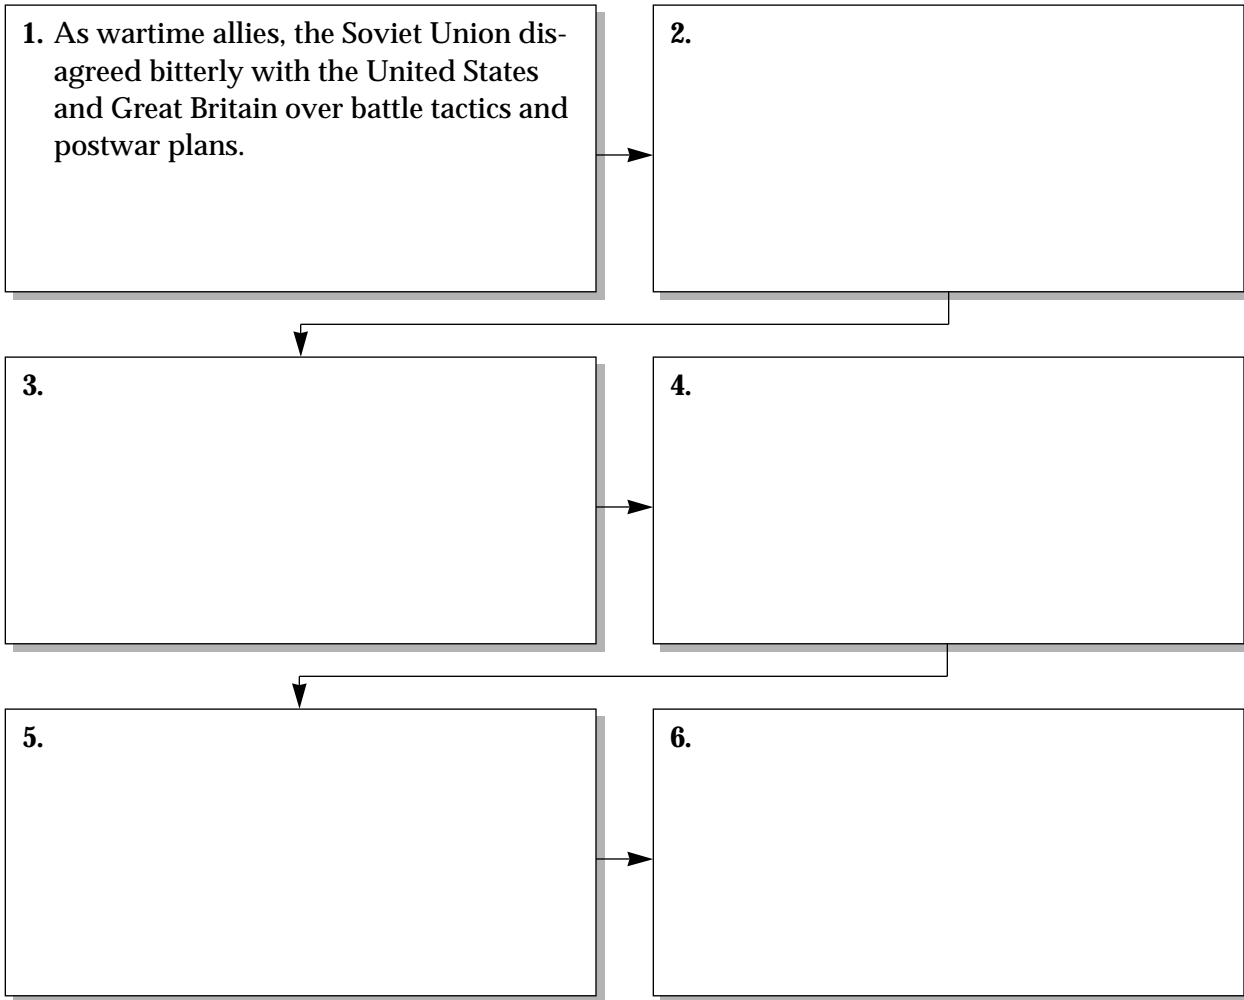 1. As wartime allies, the Soviet Union dis-
agreed bitterly with the United States
and Great Britain over battle tactics and
postwar plans.
2.
3.
4.
5.
6.